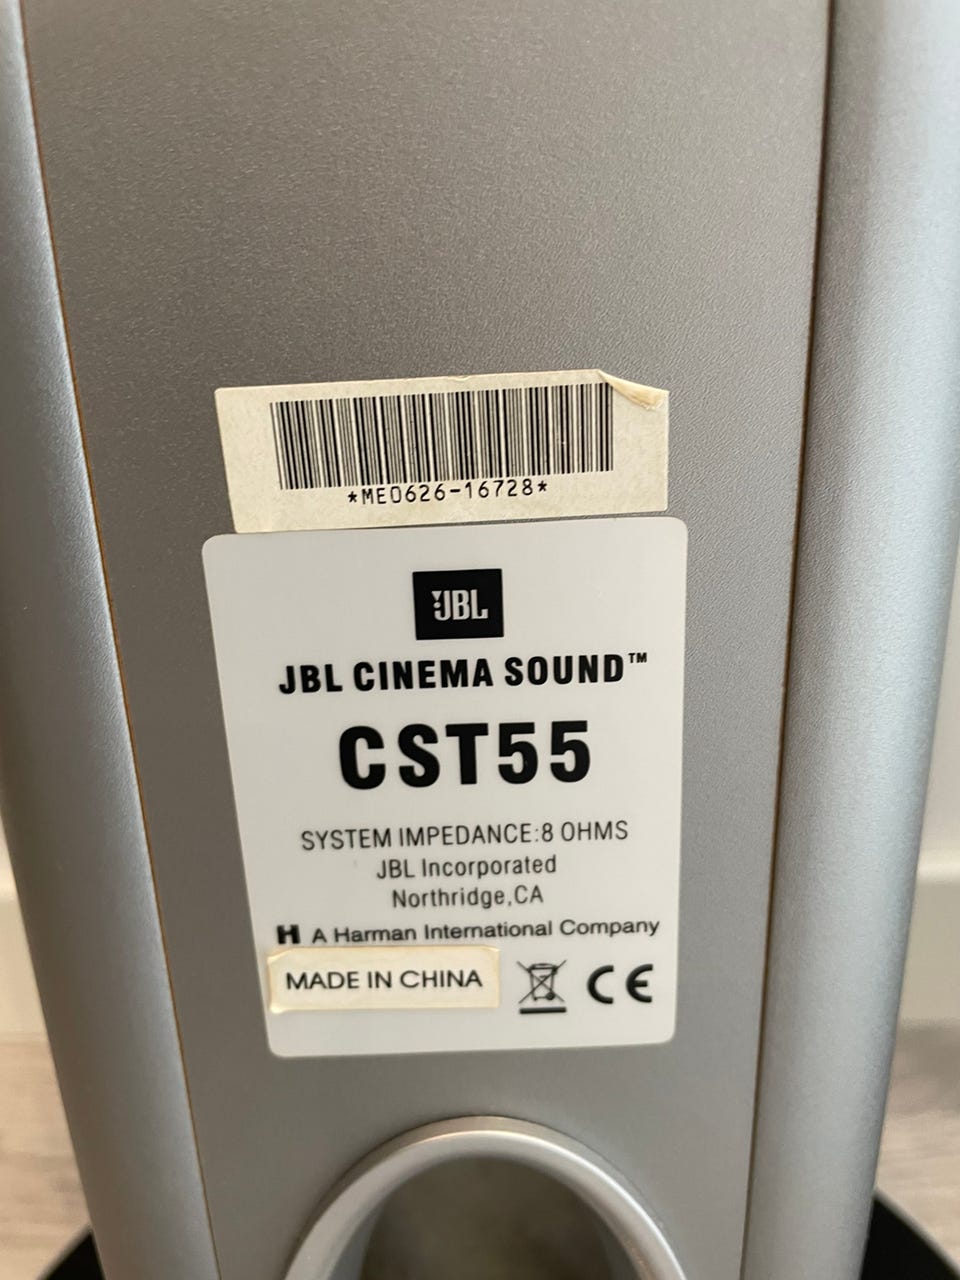 *ME0626-16728*
JBL
JBL CINEMA SOUND™
CST55
SYSTEM IMPEDANCE:8 OHMS
JBL Incorporated
Northridge,CA
H A Harman International Company
MADE IN CHINA CE